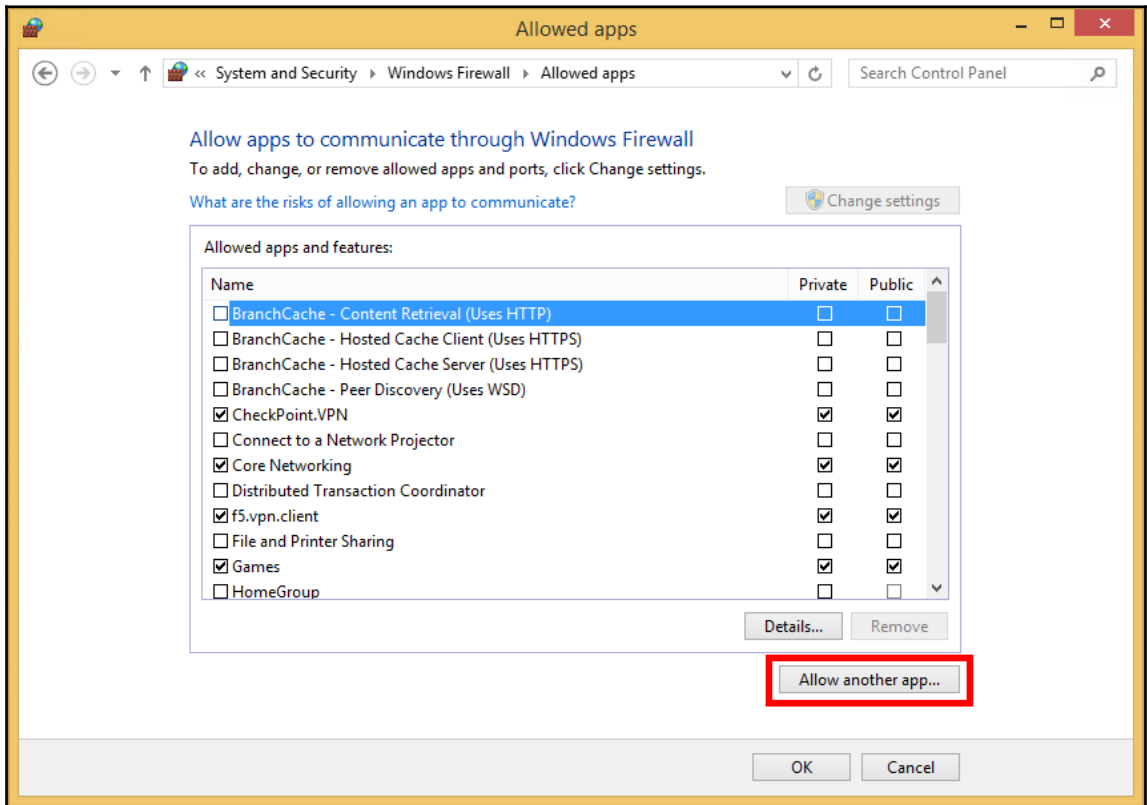 Allowed apps
« System and Security Windows Firewall Allowed apps
Search Control Panel
Allow apps to communicate through Windows Firewall
To add, change, or remove allowed apps and ports, click Change settings.
What are the risks of allowing an app to communicate?
Change settings
Allowed apps and features:
Name Private Public
BranchCache - Content Retrieval (Uses HTTP)
BranchCache - Hosted Cache Client (Uses HTTPS)
BranchCache - Hosted Cache Server (Uses HTTPS)
BranchCache - Peer Discovery (Uses WSD)
CheckPoint.VPN
Connect to a Network Projector
Core Networking
Distributed Transaction Coordinator
f5.vpn.client
File and Printer Sharing
Games
HomeGroup
Details... Remove
Allow another app...
OK Cancel